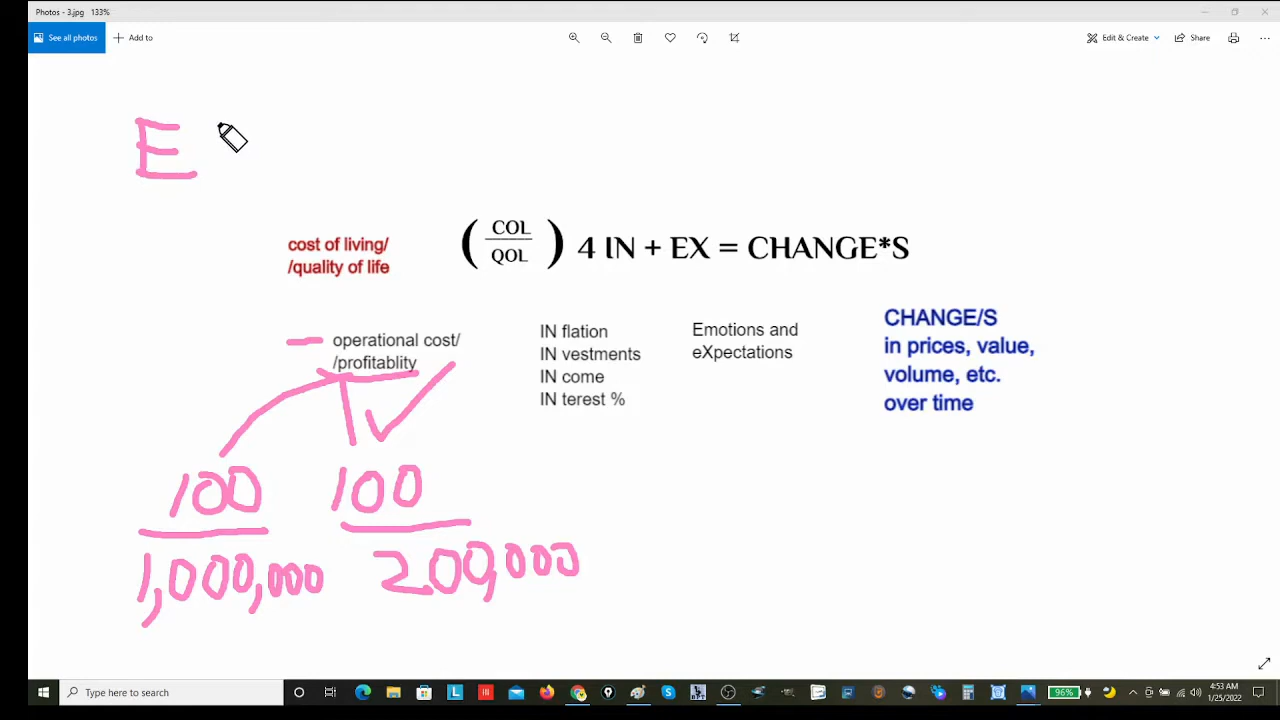 Photos - 3.jpg 133%
See all photos
Add to
Edit & Create
Share
E
( COL
QOL ) 4 IN + EX = CHANGE*S
cost of living/
/quality of life
operational cost/
/profitablity
IN flation
IN vestments
IN come
IN terest %
Emotions and
eXpectations
CHANGE/S
in prices, value,
volume, etc.
over time
100 100
1,000,000 200,000
Type here to search
96%
4:53 AM
1/25/2022